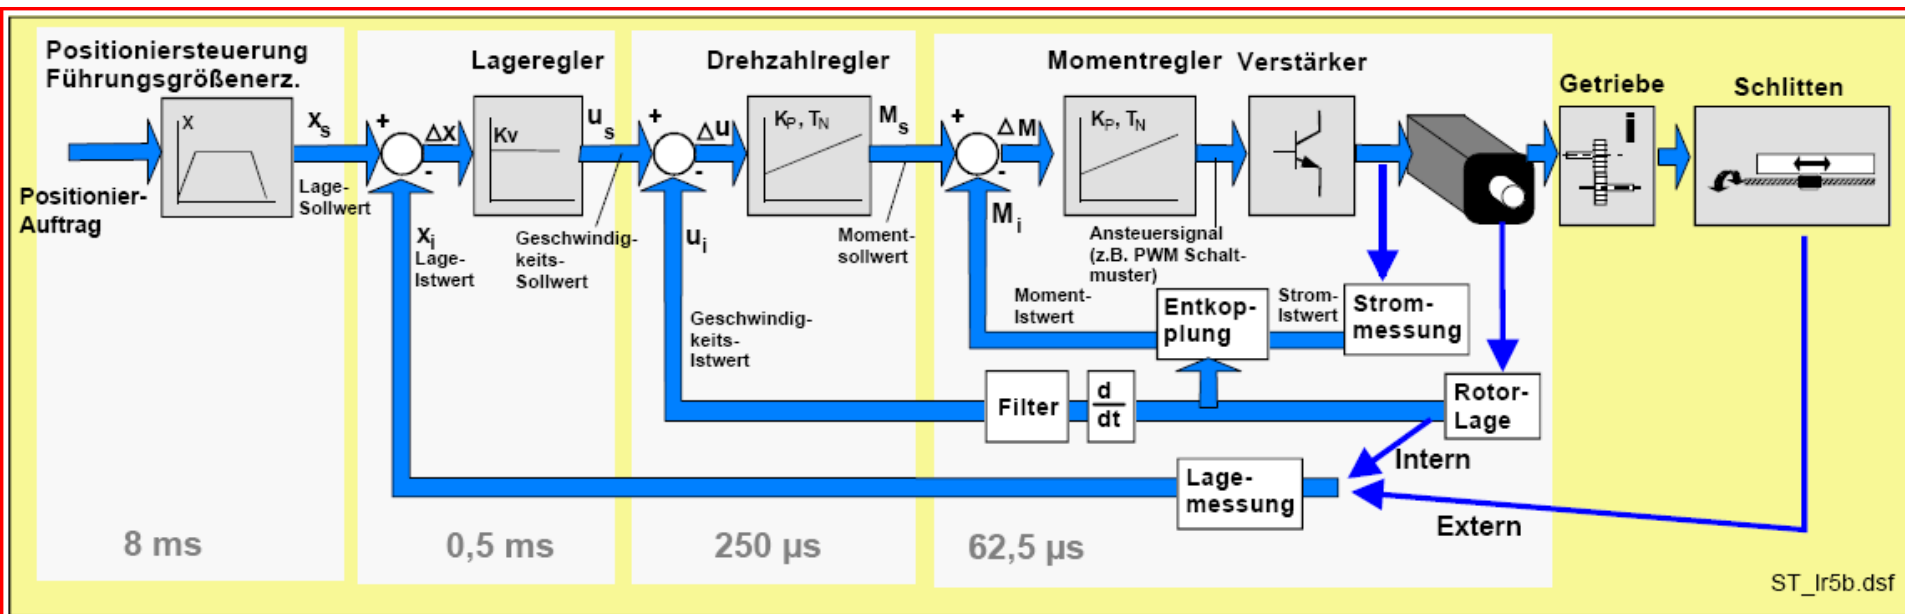 Positioniersteuerung
Führungsgrößenerz.
Lageregler
Drehzahlregler
Momentregler
Verstärker
Getriebe
Schlitten
X
Xs
+
Δx
-
Kv
us
+
Δu
-
KP, TN
Ms
+
ΔM
-
KP, TN
i
Positionier-
Auftrag
Lage-
Sollwert
xi
Lage-
Istwert
Geschwindig-
keits-
Sollwert
ui
Moment-
sollwert
Mi
Ansteuersignal
(z.B. PWM Schalt-
muster)
Geschwindig-
keits-
Istwert
Moment-
Istwert
Entkop-
plung
Strom-
Istwert
Strom-
messung
Filter
d
dt
Rotor-
Lage
Intern
Lage-
messung
Extern
8 ms
0,5 ms
250 µs
62,5 µs
ST_lr5b.dsf